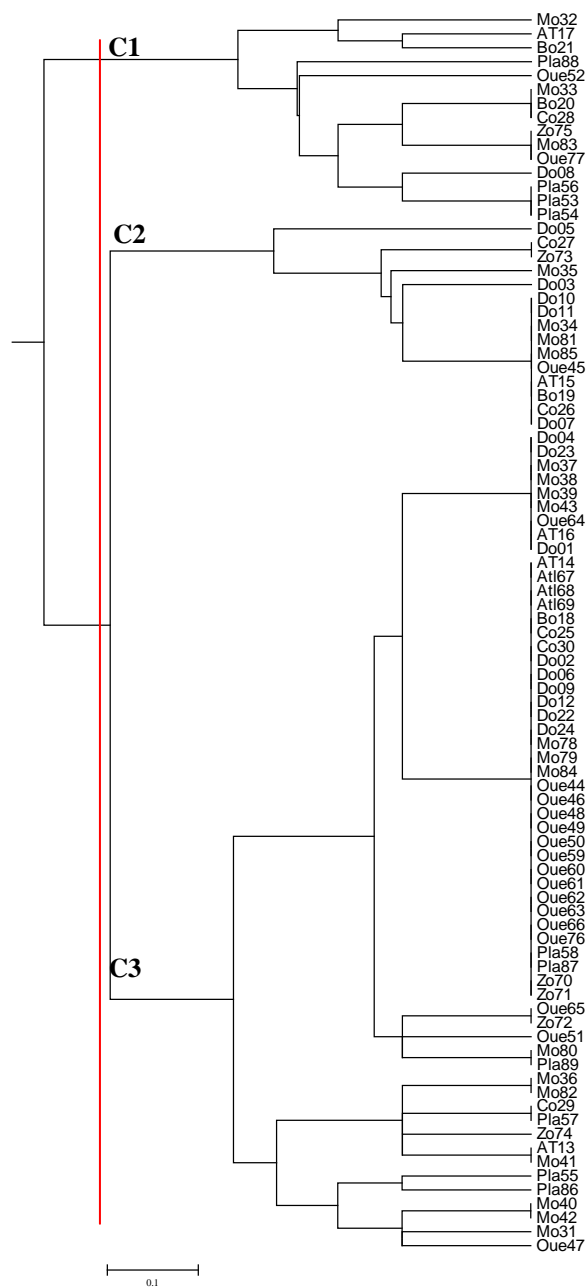 Mo32
AT17
C1
Bo21
Pla88
Oue52
Mo33
Bo20
Co28
Zo75
Mo83
Oue77
Do08
Pla56
Pla53
Pla54
Do05
C2
Co27
Zo73
Mo35
Do03
Do10
Do11
Mo34
Mo81
Mo85
Oue45
AT15
Bo19
Co26
Do07
Do04
Do23
Mo37
Mo38
Mo39
Mo43
Oue64
AT16
Do01
AT14
Atl67
Atl68
Atl69
Bo18
Co25
Co30
Do02
Do06
Do09
Do12
Do22
Do24
Mo78
Mo79
Mo84
Oue44
Oue46
Oue48
Oue49
Oue50
Oue59
Oue60
Oue61
Oue62
Oue63
Oue66
Oue76
Pla58
C3
Pla87
Zo70
Zo71
Oue65
Zo72
Oue51
Mo80
Pla89
Mo36
Mo82
Co29
Pla57
Zo74
AT13
Mo41
Pla55
Pla86
Mo40
Mo42
Mo31
Oue47
0.1